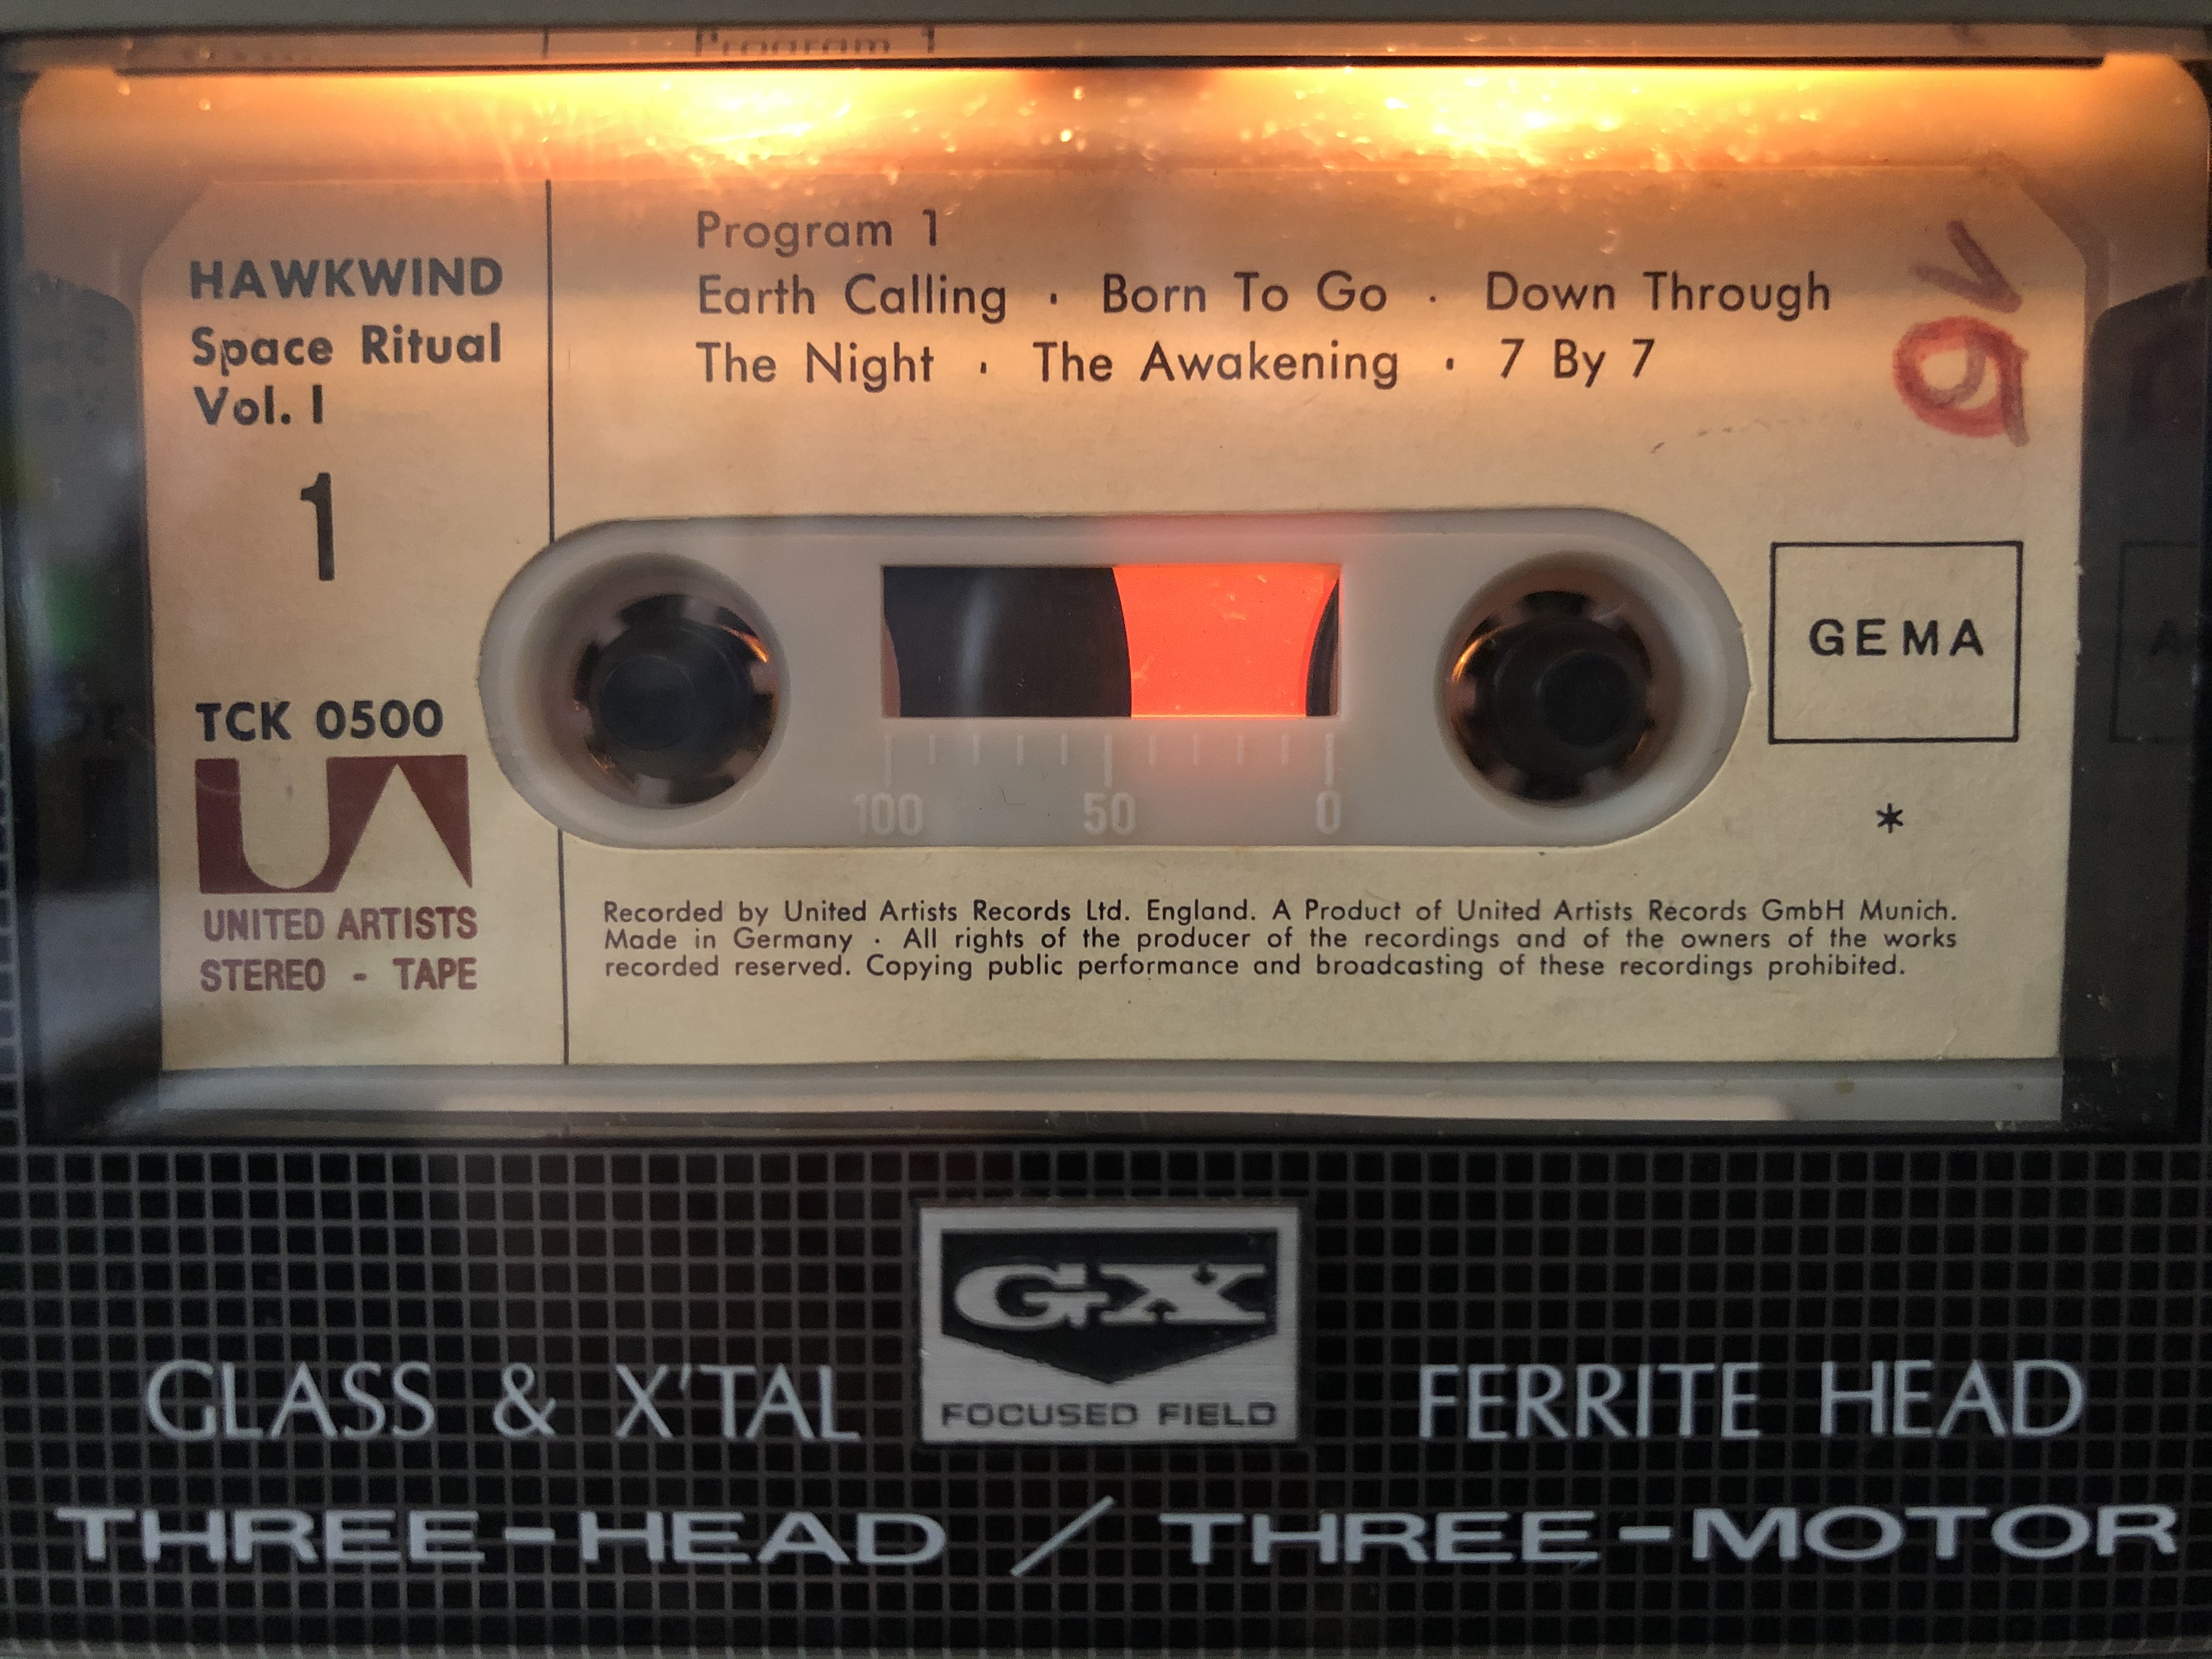 Program 1
HAWKWIND
Space Ritual
Vol. I
1
TCK 0500
UA
UNITED ARTISTS
STEREO - TAPE
Program 1
Earth Calling · Born To Go · Down Through
The Night · The Awakening · 7 By 7
100 50 0
GEMA
*
Recorded by United Artists Records Ltd. England. A Product of United Artists Records GmbH Munich.
Made in Germany · All rights of the producer of the recordings and of the owners of the works
recorded reserved. Copying public performance and broadcasting of these recordings prohibited.
GX
FOCUSED FIELD
GLASS & X'TAL FERRITE HEAD
THREE-HEAD / THREE-MOTOR